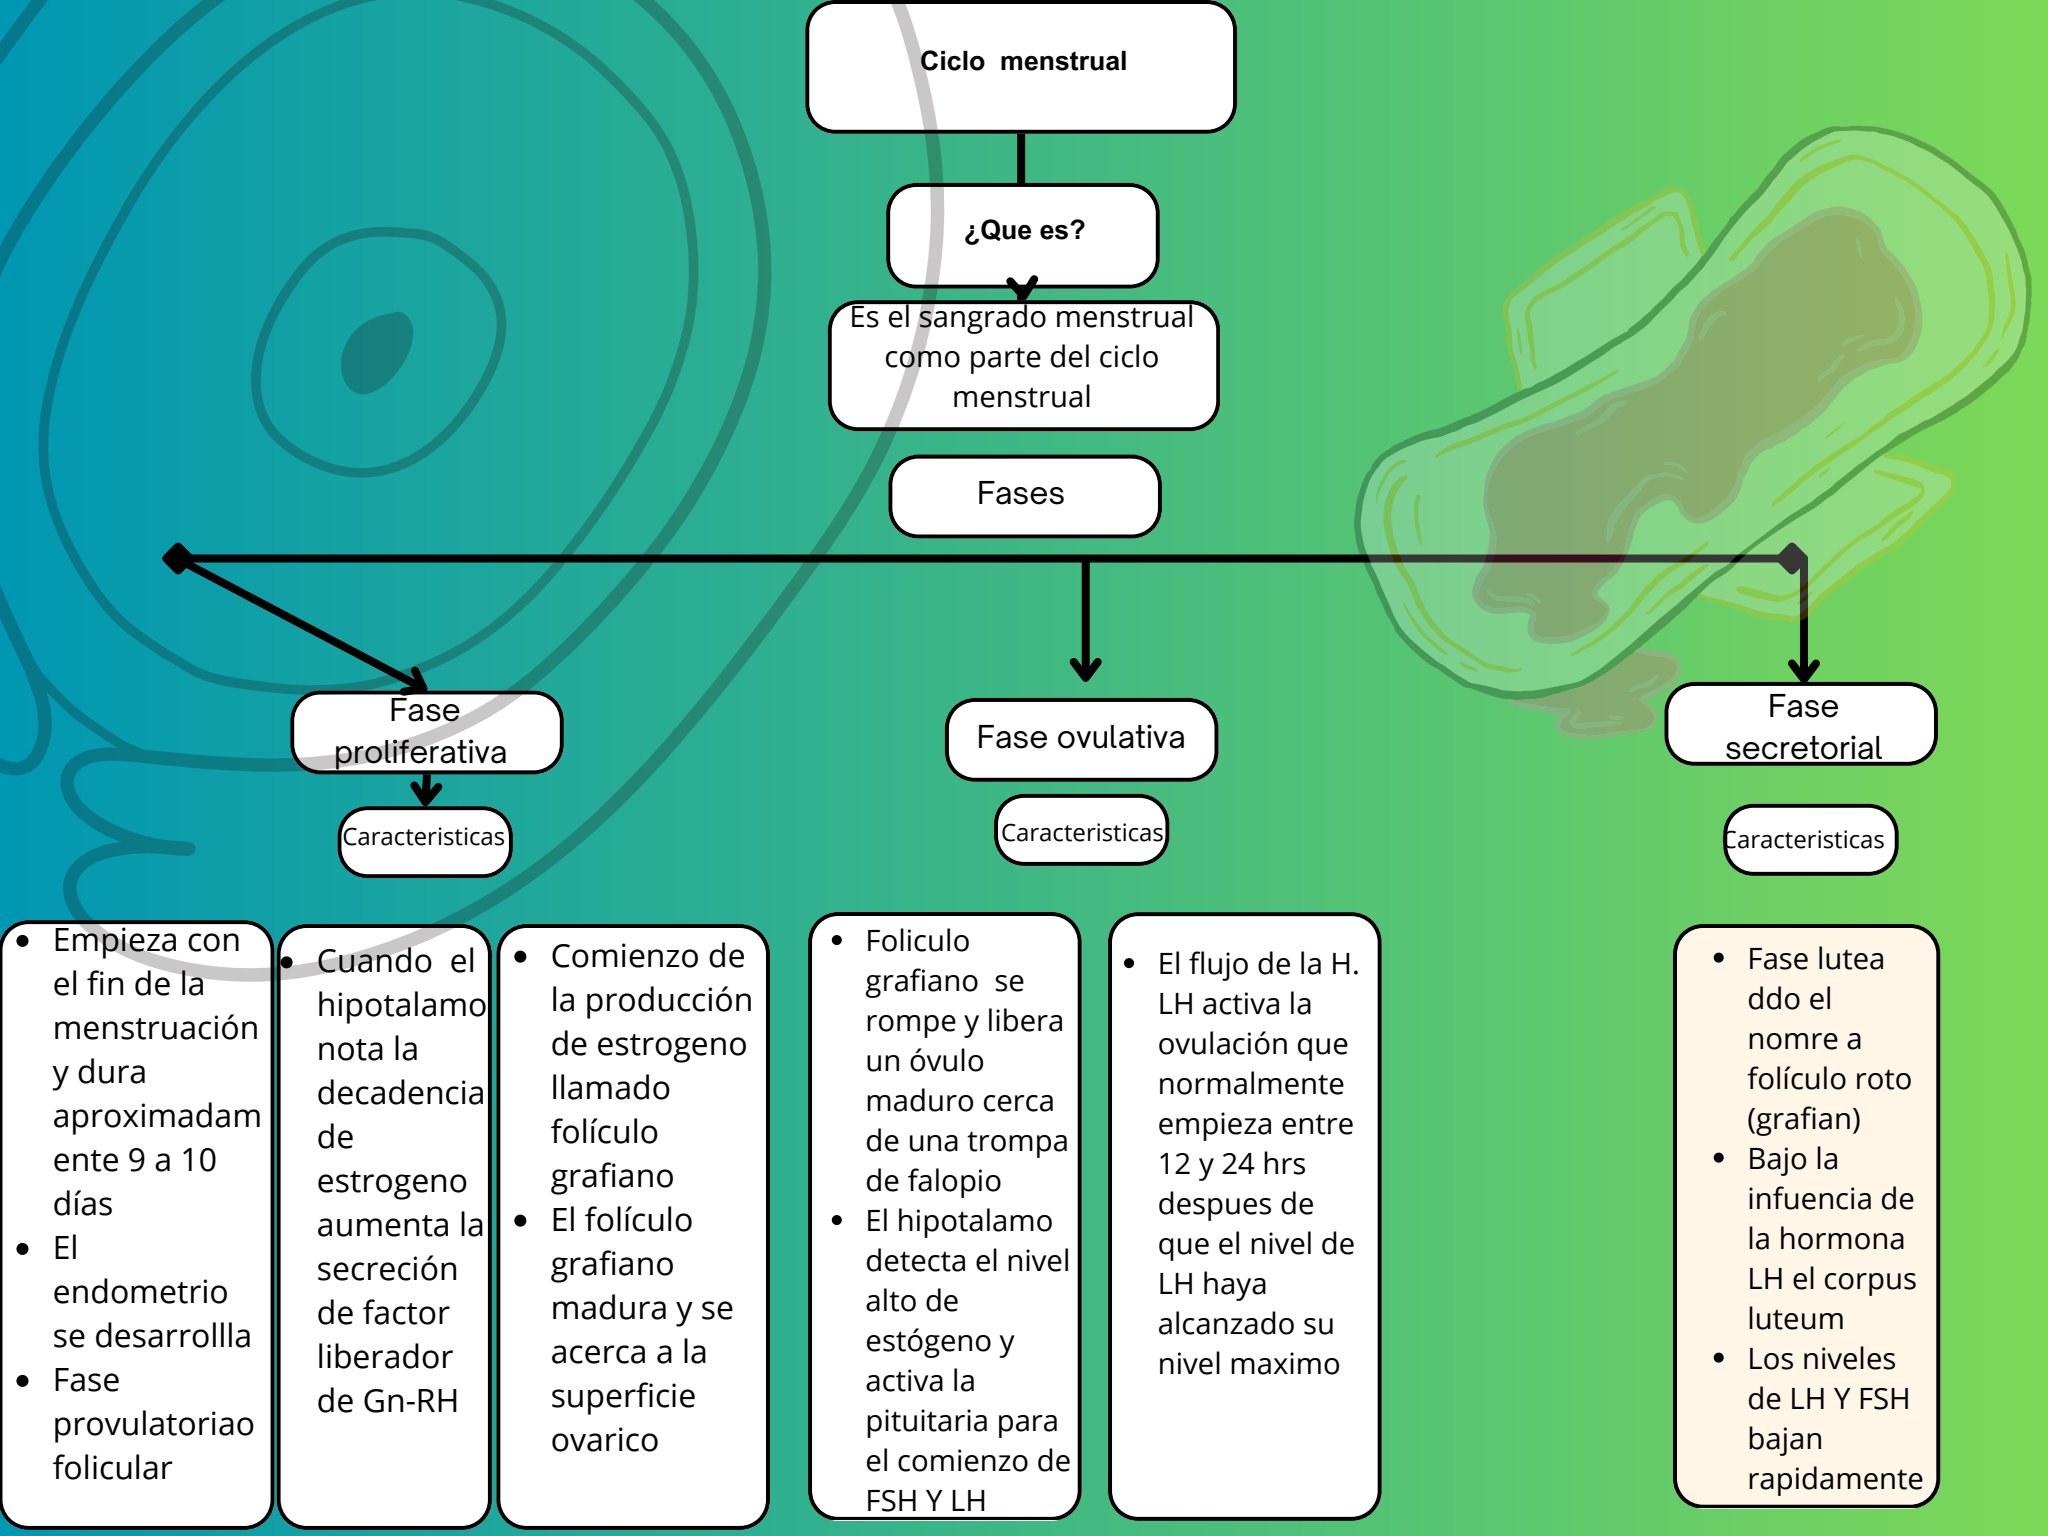 Ciclo menstrual
¿Que es?
Es el sangrado menstrual
como parte del ciclo
menstrual
Fases
Fase
proliferativa
Caracteristicas
• Empieza con
el fin de la
menstruación
y dura
aproximadam
ente 9 a 10
días
• El
endometrio
se desarrollla
• Fase
provulatoriao
folicular
• Cuando el
hipotalamo
nota la
decadencia
de
estrogeno
aumenta la
secreción
de factor
liberador
de Gn-RH
• Comienzo de
la producción
de estrogeno
llamado
folículo
grafiano
• El folículo
grafiano
madura y se
acerca a la
superficie
ovarico
Fase ovulativa
Caracteristicas
• Foliculo
grafiano se
rompe y libera
un óvulo
maduro cerca
de una trompa
de falopio
• El hipotalamo
detecta el nivel
alto de
estógeno y
activa la
pituitaria para
el comienzo de
FSH Y LH
• El flujo de la H.
LH activa la
ovulación que
normalmente
empieza entre
12 y 24 hrs
despues de
que el nivel de
LH haya
alcanzado su
nivel maximo
Fase
secretorial
Caracteristicas
• Fase lutea
ddo el
nomre a
folículo roto
(grafian)
• Bajo la
infuencia de
la hormona
LH el corpus
luteum
• Los niveles
de LH Y FSH
bajan
rapidamente